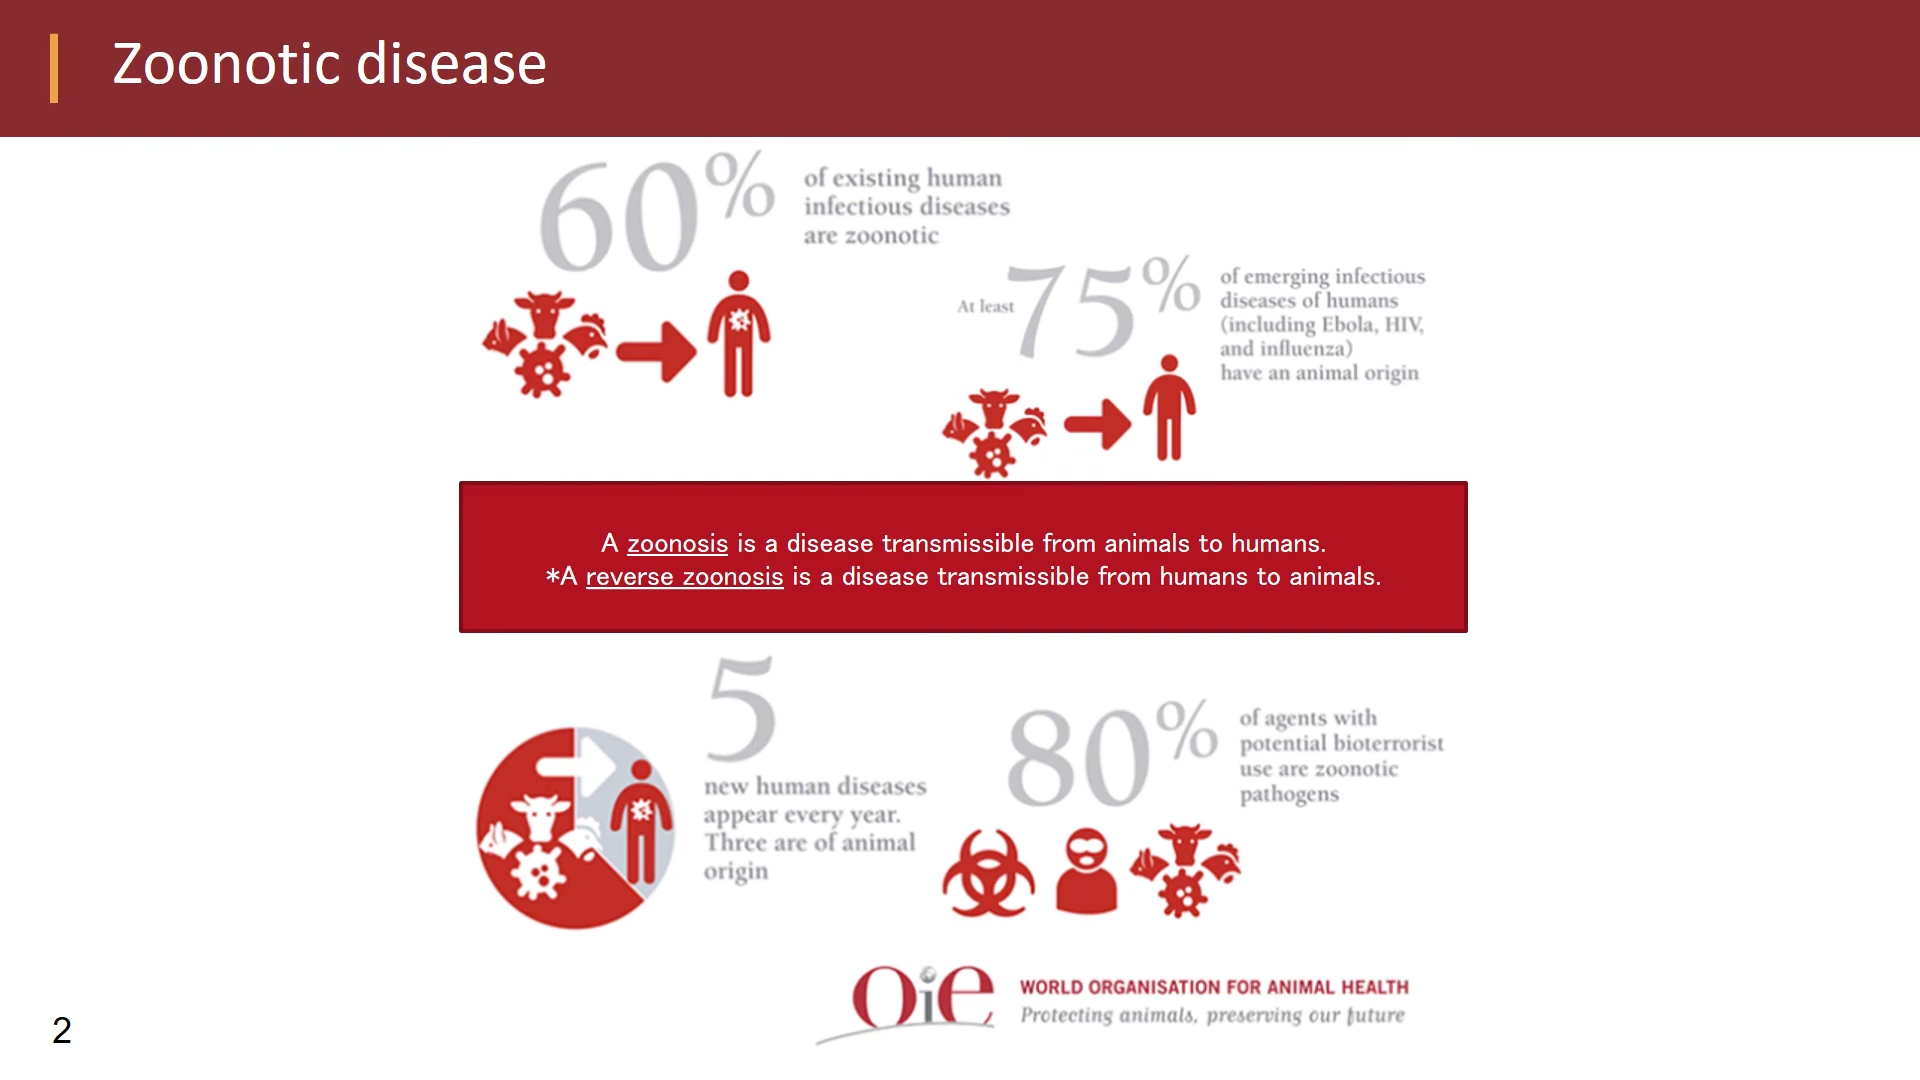 Zoonotic disease
60%
of existing human
infectious diseases
are zoonotic
At least
75%
of emerging infectious
diseases of humans
(including Ebola, HIV,
and influenza)
have an animal origin
A zoonosis is a disease transmissible from animals to humans.
*A reverse zoonosis is a disease transmissible from humans to animals.
5
new human diseases
appear every year.
Three are of animal
origin
80%
of agents with
potential bioterrorist
use are zoonotic
pathogens
oie
WORLD ORGANISATION FOR ANIMAL HEALTH
Protecting animals, preserving our future
2